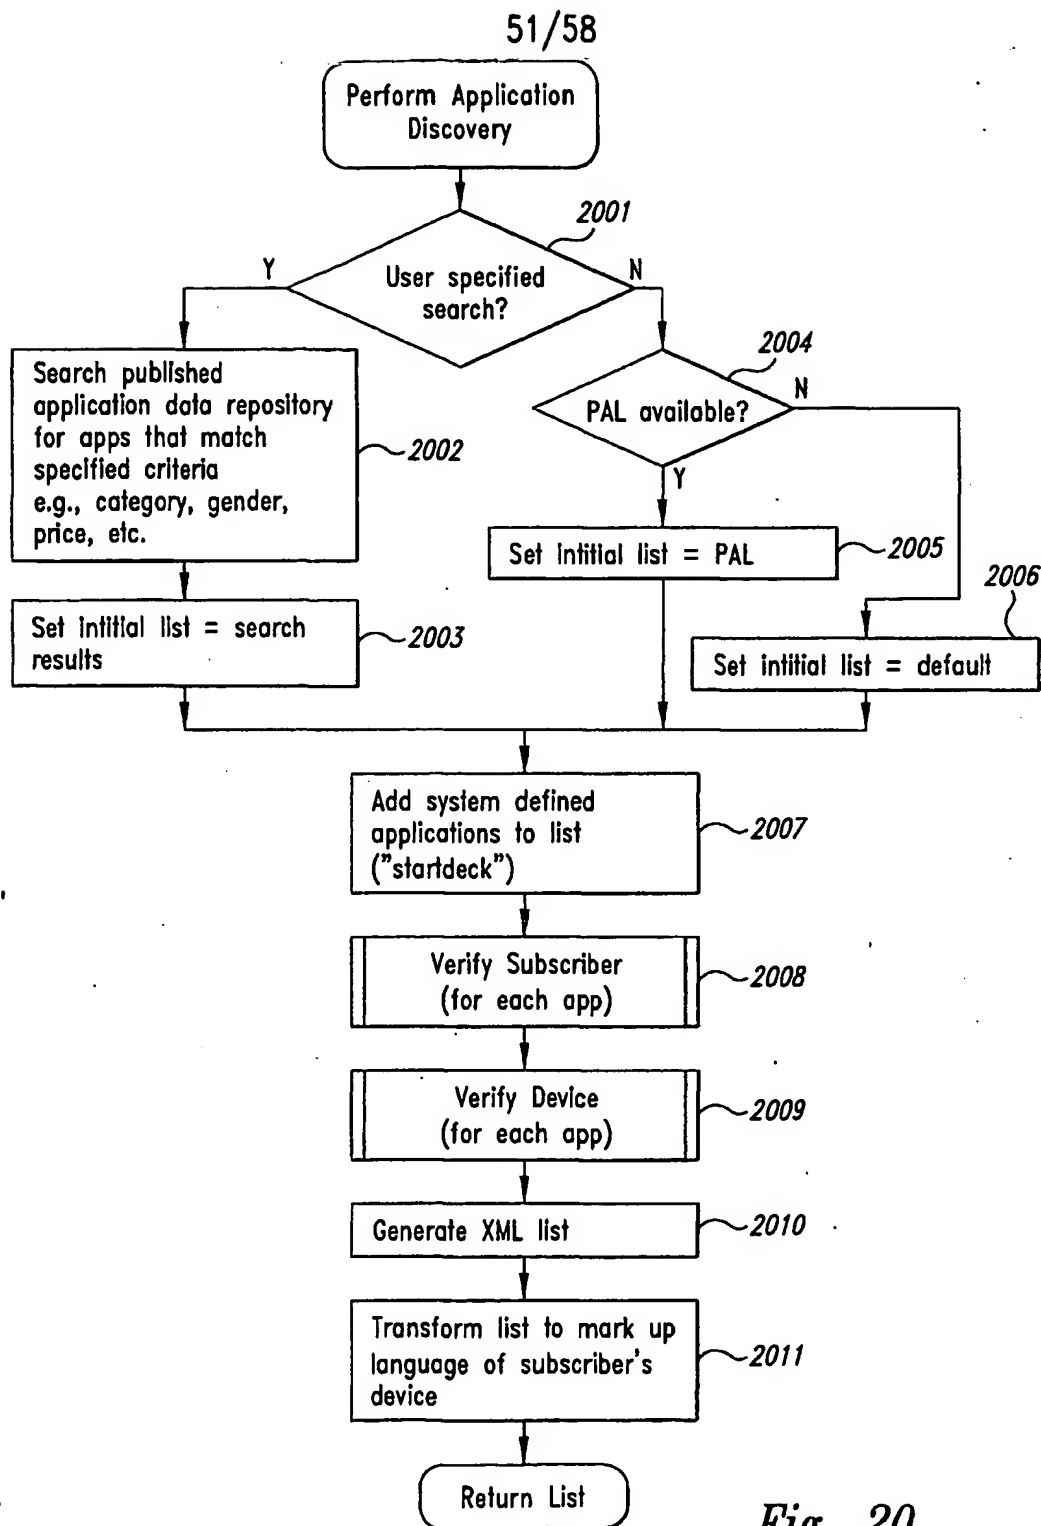 51/58
Perform Application
Discovery
2001
Y
User specified
search?
N
2004
Search published
application data repository
for apps that match
specified criteria
e.g., category, gender,
price, etc.
2002
PAL available?
N
Y
Set intitial list = PAL
2005
2006
Set intitial list = search
results
2003
Set intitial list = default
Add system defined
applications to list
("startdeck")
2007
Verify Subscriber
(for each app)
2008
Verify Device
(for each app)
2009
Generate XML list
2010
Transform list to mark up
language of subscriber's
device
2011
Return List
Fig. 20